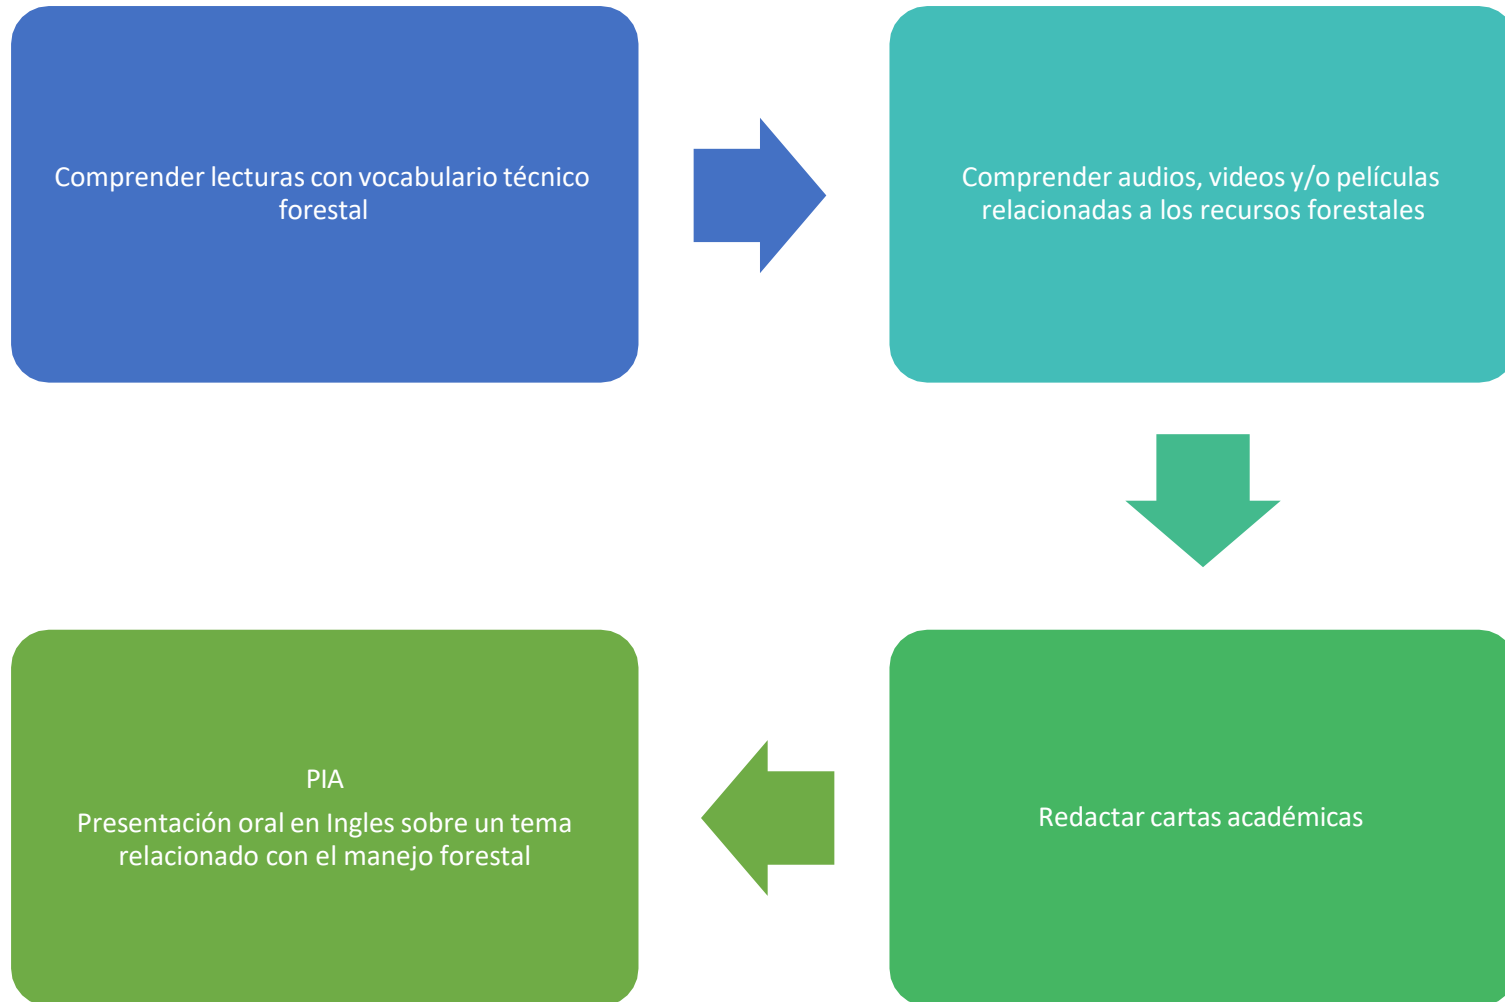 Comprender lecturas con vocabulario técnico
forestal
Comprender audios, videos y/o películas
relacionadas a los recursos forestales
Redactar cartas académicas
PIA
Presentación oral en Ingles sobre un tema
relacionado con el manejo forestal